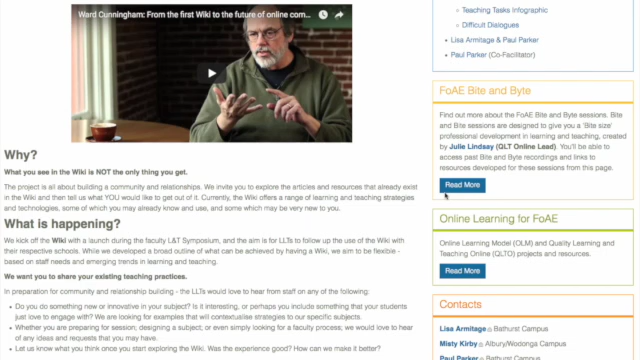 Ward Cunningham: From the first Wiki to the future of online com...
Why?
What you see in the Wiki is NOT the only thing you get.
The project is all about building a community and relationships. We invite you to explore the articles and resources that already exist
in the Wiki and then tell us what YOU would like to get out of it. Currently, the Wiki offers a range of learning and teaching strategies
and technologies, some of which you may already know and use, and some which may be very new to you.
What is happening?
We kick off the Wiki with a launch during the faculty L&T Symposium, and the aim is for LLTs to follow up the use of the Wiki with
their respective schools. While we developed a broad outline of what can be achieved by having a Wiki, we aim to be flexible -
based on staff needs and emerging trends in learning and teaching.
We want you to share your existing teaching practices.
In preparation for community and relationship building - the LLTs would love to hear from staff on any of the following:
• Do you do something new or innovative in your subject? Is it interesting, or perhaps you include something that your students
just love to engage with? We are looking for examples that will contextualise strategies to our specific subjects.
• Whether you are preparing for session; designing a subject; or even simply looking for a faculty process; we would love to hear
of any ideas and requests that you may have.
• Let us know what you think once you start exploring the Wiki. Was the experience good? How can we make it better?
Teaching Tasks Infographic
Difficult Dialogues
• Lisa Armitage & Paul Parker
• Paul Parker (Co-Facilitator)
FoAE Bite and Byte
Find out more about the FoAE Bite and Byte sessions. Bite
and Bite sessions are designed to give you a 'Bite size'
professional development in learning and teaching, created
by Julie Lindsay (QLT Online Lead). You'll be able to
access past Bite and Byte recordings and links to
resources developed for these sessions from this page.
Read More
Online Learning for FoAE
Online Learning Model (OLM) and Quality Learning and
Teaching Online (QLTO) projects and resources.
Read More
Contacts
Lisa Armitage @ Bathurst Campus
Misty Kirby @ Albury/Wodonga Campus
Paul Parker @ Bathurst Campus